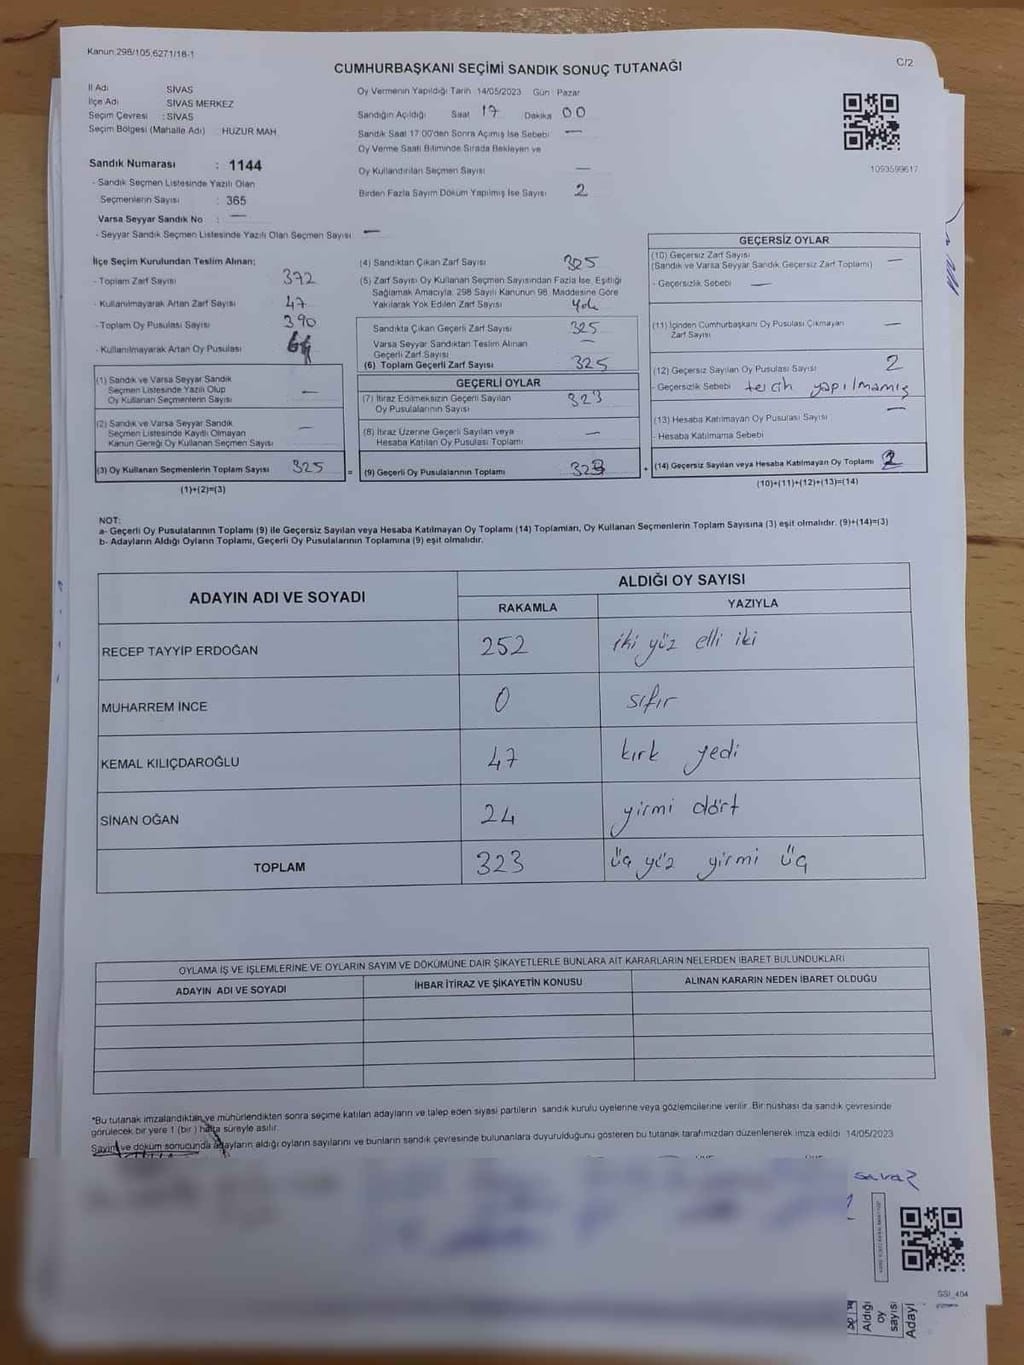 Kanun 298/105,6271/18-1
CUMHURBAŞKANI SEÇİMİ SANDIK SONUÇ TUTANAĞI
C/2
İl Adı SİVAS
İlçe Adı SİVAS MERKEZ
Seçim Çevresi : SİVAS
Seçim Bölgesi (Mahalle Adı) : HUZUR MAH
Sandık Numarası : 1144
- Sandık Seçmen Listesinde Yazılı Olan
Seçmenlerin Sayısı : 365
Varsa Seyyar Sandık No : —
- Seyyar Sandık Seçmen Listesinde Yazılı Olan Seçmen Sayısı —
Oy Vermenin Yapıldığı Tarih 14/05/2023 Gün : Pazar
Sandığın Açıldığı Saat 17 Dakika 00
Sandık Saat 17:00'den Sonra Açılmış İse Sebebi —
Oy Verme Saati Bitiminde Sırada Bekleyen ve
Oy Kullandırılan Seçmen Sayısı —
Birden Fazla Sayım Döküm Yapılmış İse Sayısı 2
1093599617
İlçe Seçim Kurulundan Teslim Alınan;
- Toplam Zarf Sayısı 372
- Kullanılmayarak Artan Zarf Sayısı 47
- Toplam Oy Pusulası Sayısı 390
- Kullanılmayarak Artan Oy Pusulası
(1) Sandık ve Varsa Seyyar Sandık
Seçmen Listesinde Yazılı Olup
Oy Kullanan Seçmenlerin Sayısı —
(2) Sandık ve Varsa Seyyar Sandık
Seçmen Listesinde Kayıtlı Olmayan
Kanun Gereği Oy Kullanan Seçmen Sayısı —
(3) Oy Kullanan Seçmenlerin Toplam Sayısı 325 =
(1)+(2)=(3)
(4) Sandıktan Çıkan Zarf Sayısı 325
(5) Zarf Sayısı Oy Kullanan Seçmen Sayısından Fazla İse, Eşitliği
Sağlamak Amacıyla, 298 Sayılı Kanunun 98. Maddesine Göre
Yakılarak Yok Edilen Zarf Sayısı Yok
Sandıkta Çıkan Geçerli Zarf Sayısı 325
Varsa Seyyar Sandıktan Teslim Alınan
Geçerli Zarf Sayısı —
(6) Toplam Geçerli Zarf Sayısı 325
GEÇERLİ OYLAR
(7) İtiraz Edilmeksizin Geçerli Sayılan
Oy Pusulalarının Sayısı 323
(8) İtiraz Üzerine Geçerli Sayılan veya
Hesaba Katılan Oy Pusulası Toplamı —
(9) Geçerli Oy Pusulalarının Toplamı 323 +
GEÇERSİZ OYLAR
(10) Geçersiz Zarf Sayısı
(Sandık ve Varsa Seyyar Sandık Geçersiz Zarf Toplamı) —
- Geçersizlik Sebebi —
(11) İçinden Cumhurbaşkanı Oy Pusulası Çıkmayan
Zarf Sayısı —
(12) Geçersiz Sayılan Oy Pusulası Sayısı 2
- Geçersizlik Sebebi tercih yapılmamış
(13) Hesaba Katılmayan Oy Pusulası Sayısı —
- Hesaba Katılmama Sebebi
(14) Geçersiz Sayılan veya Hesaba Katılmayan Oy Toplamı 2
(10)+(11)+(12)+(13)=(14)
NOT:
a- Geçerli Oy Pusulalarının Toplamı (9) ile Geçersiz Sayılan veya Hesaba Katılmayan Oy Toplamı (14) Toplamları, Oy Kullanan Seçmenlerin Toplam Sayısına (3) eşit olmalıdır. (9)+(14)=(3)
b- Adayların Aldığı Oyların Toplamı, Geçerli Oy Pusulalarının Toplamına (9) eşit olmalıdır.
ADAYIN ADI VE SOYADI ALDIĞI OY SAYISI
RAKAMLA YAZIYLA
RECEP TAYYİP ERDOĞAN 252 iki yüz elli iki
MUHARREM İNCE 0 sıfır
KEMAL KILIÇDAROĞLU 47 kırk yedi
SİNAN OĞAN 24 yirmi dört
TOPLAM 323 üç yüz yirmi üç
OYLAMA İŞ VE İŞLEMLERİNE VE OYLARIN SAYIM VE DÖKÜMÜNE DAİR ŞİKAYETLERLE BUNLARA AİT KARARLARIN NELERDEN İBARET BULUNDUKLARI
ADAYIN ADI VE SOYADI İHBAR İTİRAZ VE ŞİKAYETİN KONUSU ALINAN KARARIN NEDEN İBARET OLDUĞU
*Bu tutanak imzalandıktan ve mühürlendikten sonra seçime katılan adayların ve talep eden siyasi partilerin sandık kurulu üyelerine veya gözlemcilerine verilir. Bir nüshası da sandık çevresinde
görülecek bir yere 1 (bir) hafta süreyle asılır.
Sayım ve döküm sonucunda adayların aldığı oyların sayılarını ve bunların sandık çevresinde bulunanlara duyurulduğunu gösteren bu tutanak tarafımızdan düzenlenerek imza edildi 14/05/2023
SSI_404
Aldığı
oy
sayısı
Adayi